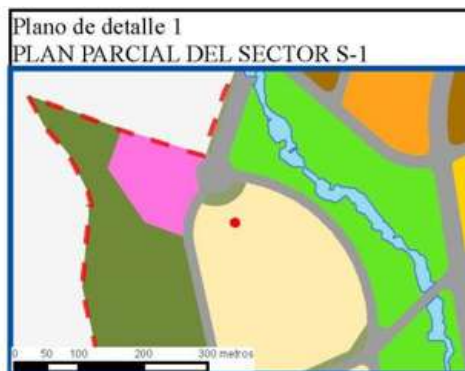 Plano de detalle 1
PLAN PARCIAL DEL SECTOR S-1
0 50 100 200 300 metros